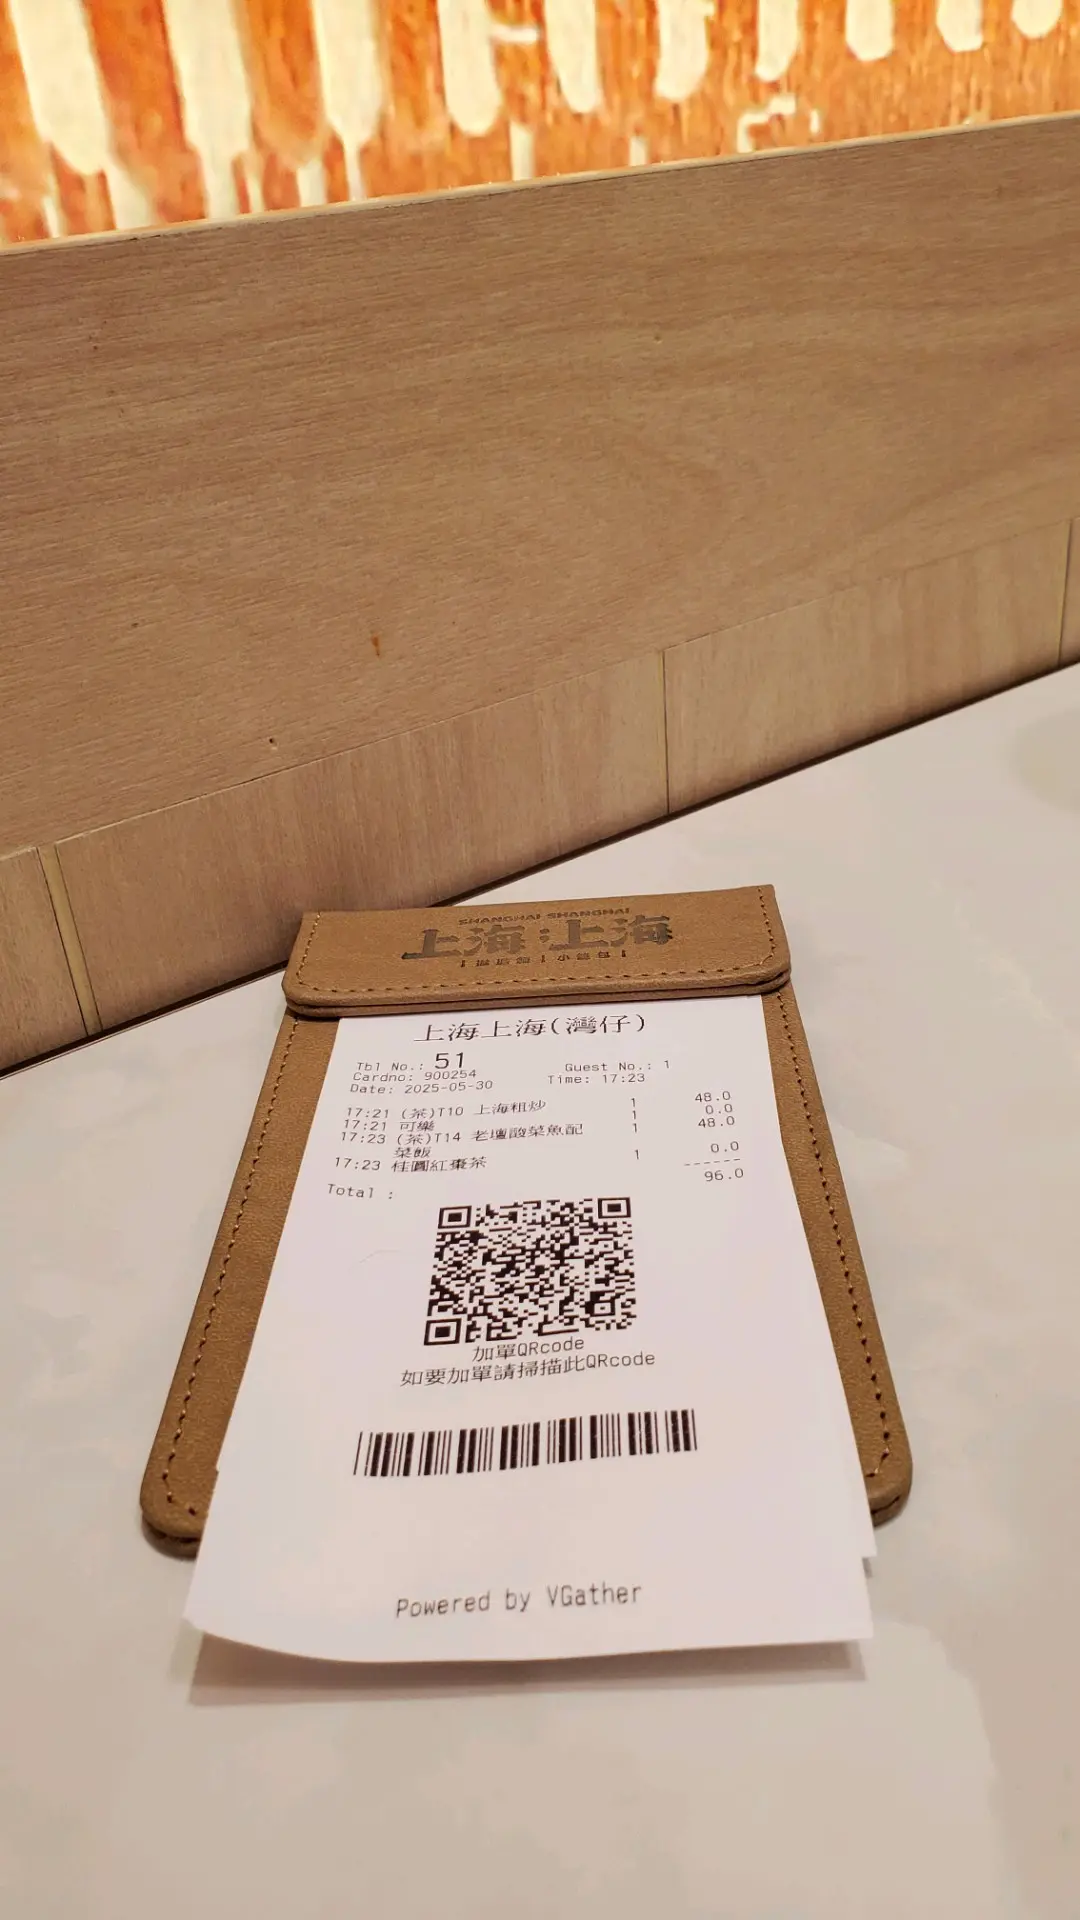 SHANGHAI SHANGHAI
上海 上海
上海上海(灣仔)
Tbl No.: 51 Guest No.: 1
Cardno: 900254
Date: 2025-05-30 Time: 17:23
17:21 (茶)T10 上海粗炒 1 48.0
17:21 可樂 1 0.0
17:23 (茶)T14 老壇酸菜魚配 1 48.0
菜飯
17:23 桂圓紅棗茶 1 0.0
------
Total : 96.0
加單QRcode
如要加單請掃描此QRcode
Powered by VGather